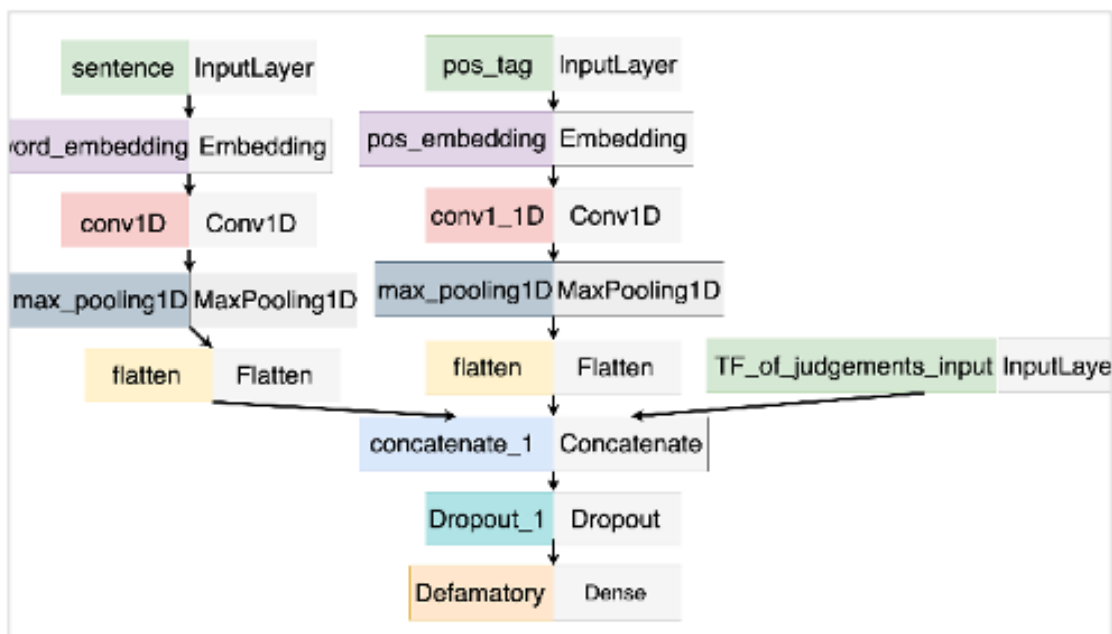 sentence InputLayer
pos_tag InputLayer
ord_embedding Embedding
pos_embedding Embedding
conv1D Conv1D
conv1_1D Conv1D
max_pooling1D MaxPooling1D
max_pooling1D MaxPooling1D
flatten Flatten
flatten Flatten
TF_of_judgements_input InputLaye
concatenate_1 Concatenate
Dropout_1 Dropout
Defamatory Dense